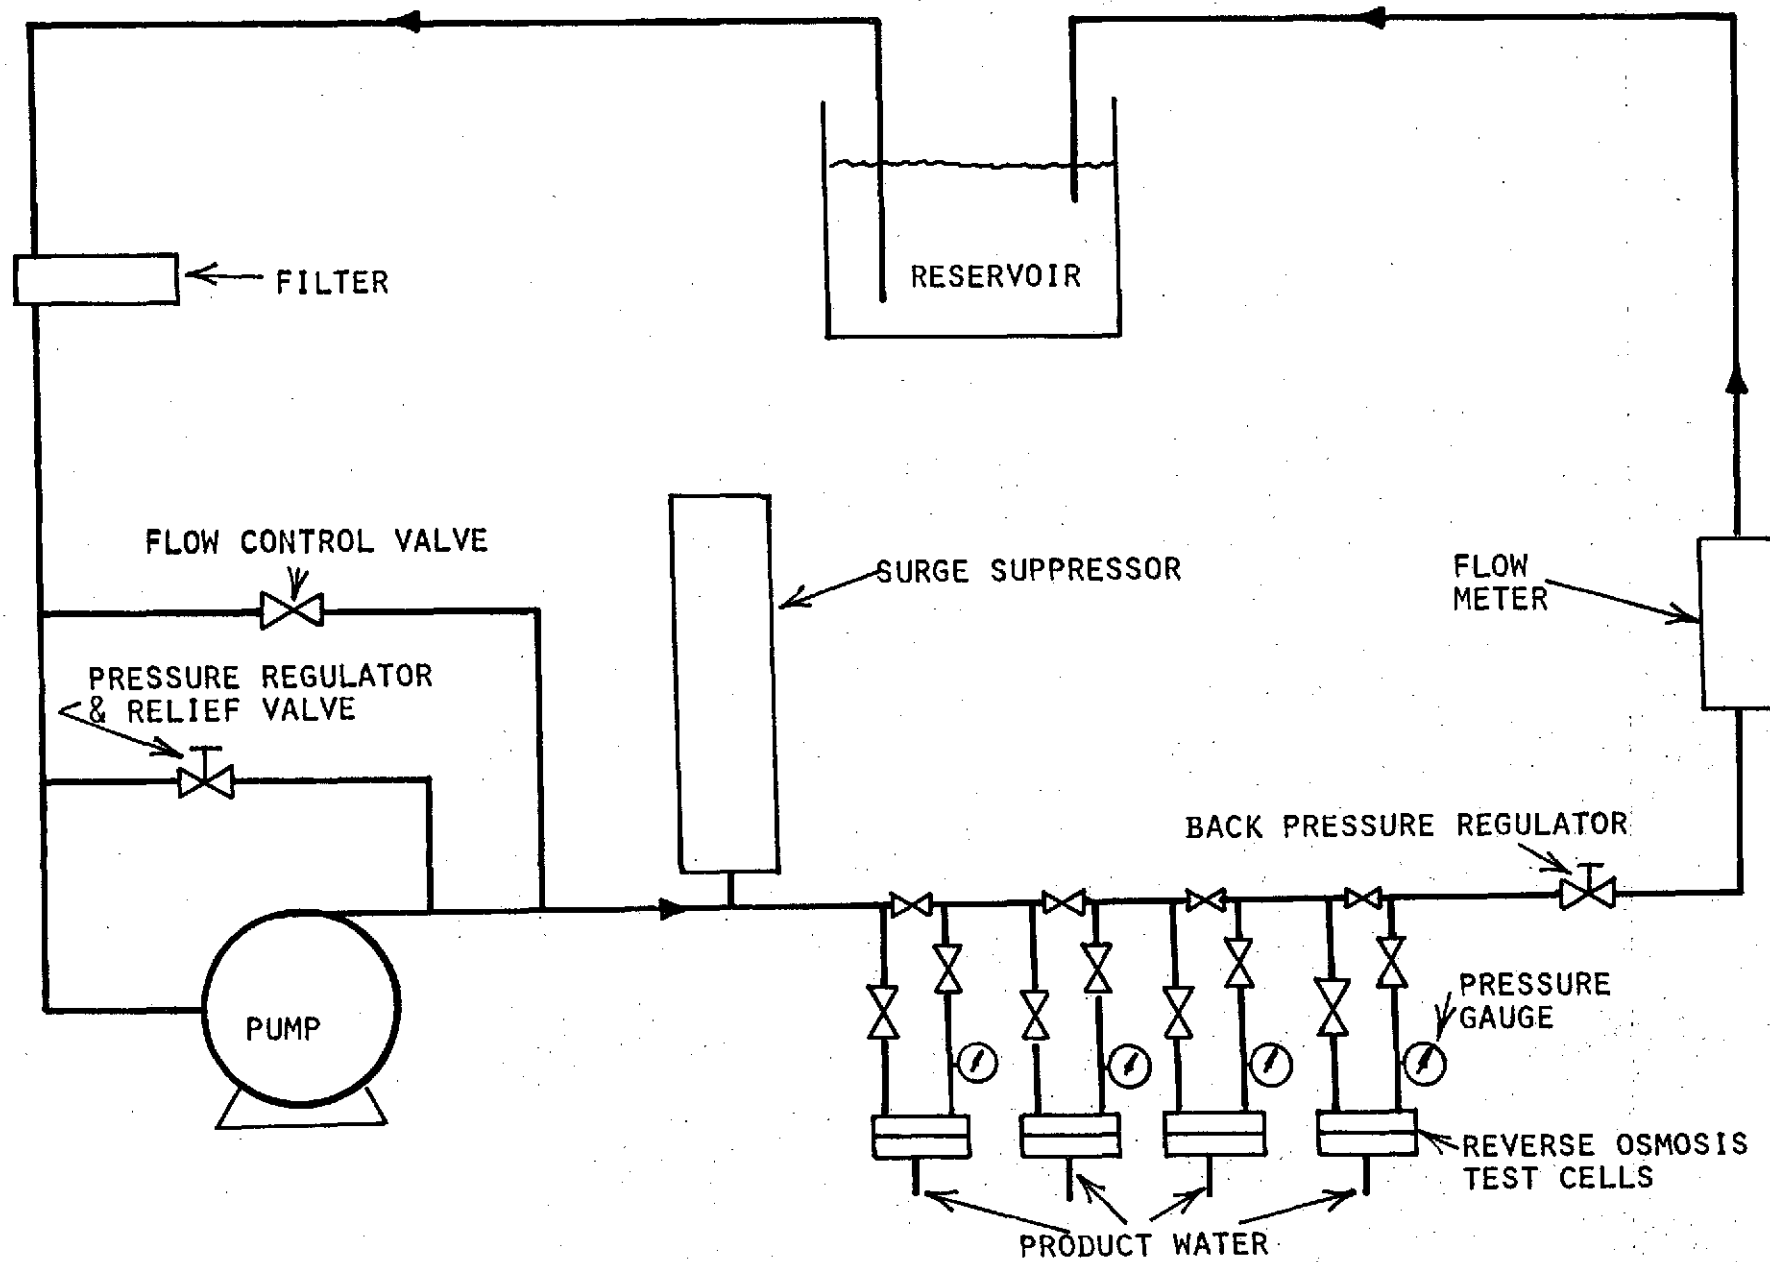 RESERVOIR
FILTER
FLOW CONTROL VALVE
SURGE SUPPRESSOR
FLOW
METER
PRESSURE REGULATOR
& RELIEF VALVE
BACK PRESSURE REGULATOR
PUMP
PRESSURE
GAUGE
REVERSE OSMOSIS
TEST CELLS
PRODUCT WATER